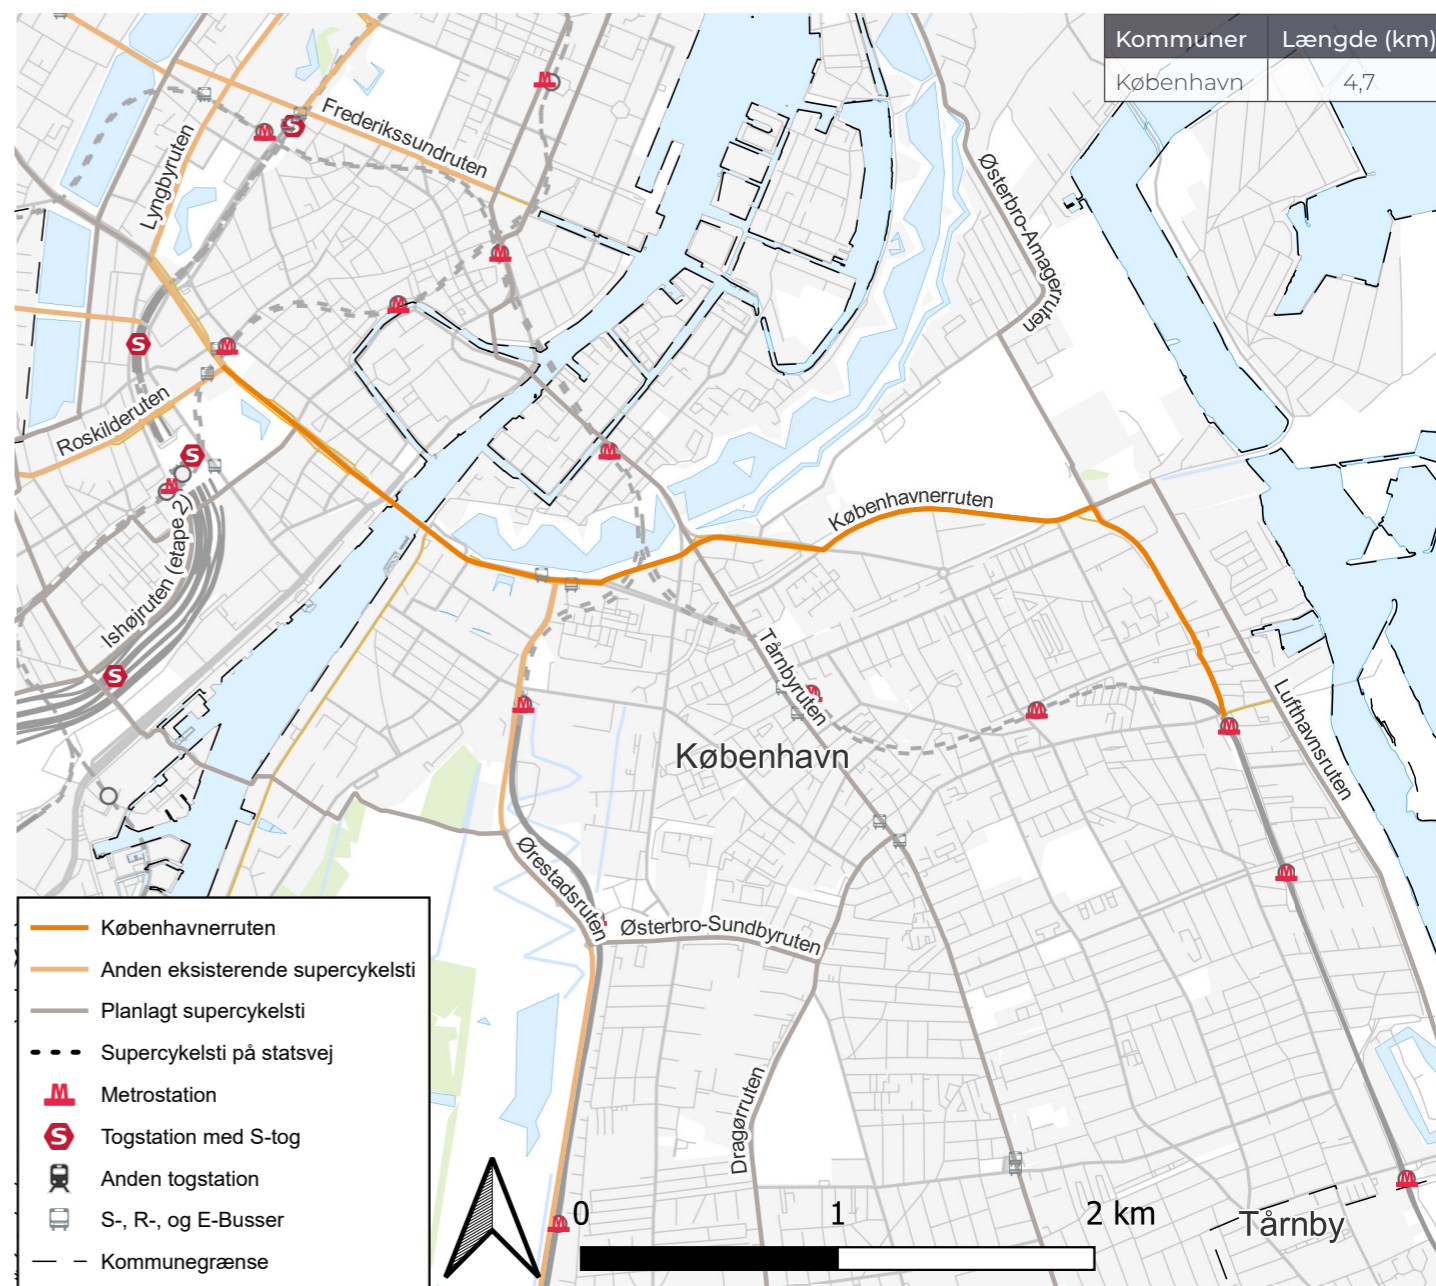 Kommuner Længde (km)
København 4,7
Frederikssundruten
Lyngbyruten
Østerbro-Amagerruten
Roskilderuten
Københavnerruten
Ishøjruten (etape 2)
Tårnbyruten
Lufthavnsruten
København
Ørestadsruten
Østerbro-Sundbyruten
Dragørruten
Tårnby
Københavnerruten
Anden eksisterende supercykelsti
Planlagt supercykelsti
Supercykelsti på statsvej
M Metrostation
S Togstation med S-tog
Anden togstation
S-, R-, og E-Busser
Kommunegrænse
0 1 2 km